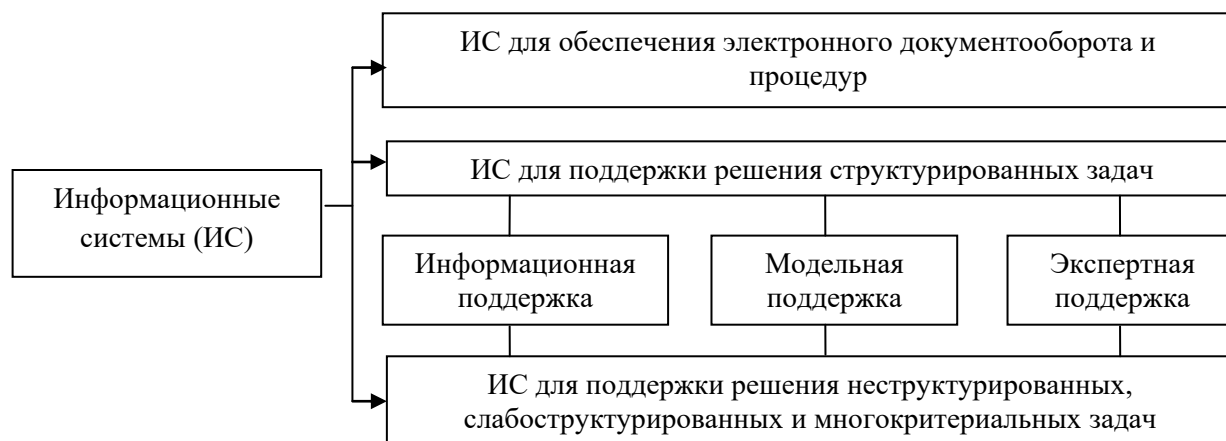 ИС для обеспечения электронного документооборота и
процедур
ИС для поддержки решения структурированных задач
Информационные
системы (ИС)
Информационная
поддержка
Модельная
поддержка
Экспертная
поддержка
ИС для поддержки решения неструктурированных,
слабоструктурированных и многокритериальных задач